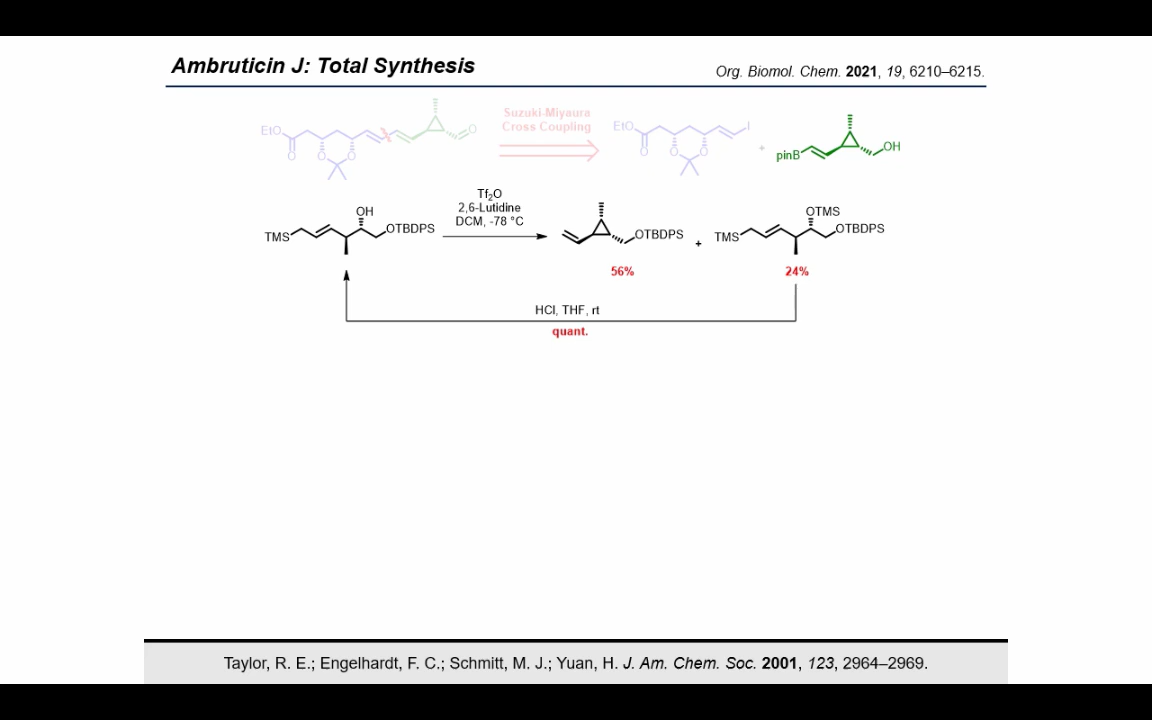 Ambruticin J: Total Synthesis
Org. Biomol. Chem. 2021, 19, 6210–6215.
EtO
O
O
O
O
Suzuki-Miyaura
Cross Coupling
EtO
O
O
O
I
+
pinB
OH
TMS
OH
OTBDPS
Tf₂O
2,6-Lutidine
DCM, -78 °C
OTBDPS
+
TMS
OTMS
OTBDPS
56%
24%
HCl, THF, rt
quant.
Taylor, R. E.; Engelhardt, F. C.; Schmitt, M. J.; Yuan, H. J. Am. Chem. Soc. 2001, 123, 2964–2969.